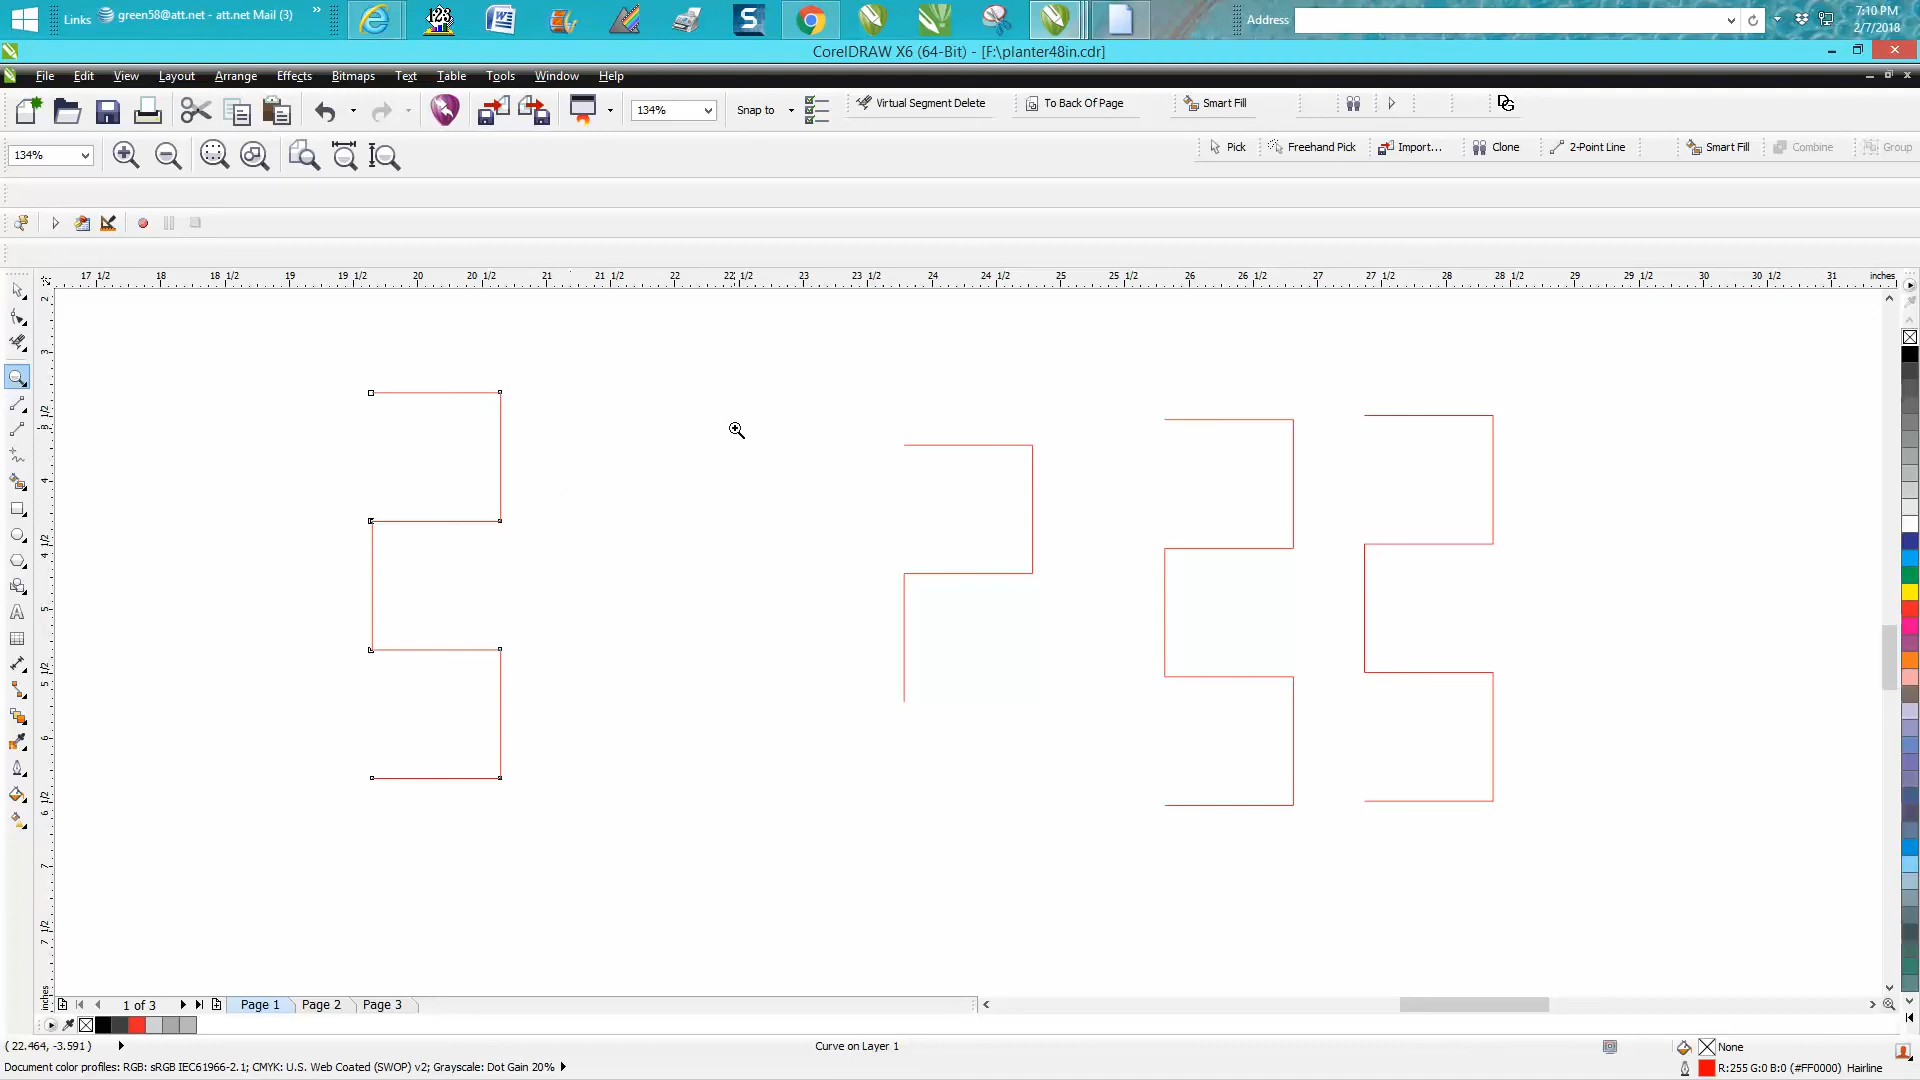 Links green58@att.net - att.net Mail (3) » Address 7:10 PM
2/7/2018
CorelDRAW X6 (64-Bit) - [F:\planter48in.cdr]
File Edit View Layout Arrange Effects Bitmaps Text Table Tools Window Help
134% Snap to Virtual Segment Delete To Back Of Page Smart Fill
134% Pick Freehand Pick Import... Clone 2-Point Line Smart Fill Combine Group
17 1/2 18 18 1/2 19 19 1/2 20 20 1/2 21 21 1/2 22 22 1/2 23 23 1/2 24 24 1/2 25 25 1/2 26 26 1/2 27 27 1/2 28 28 1/2 29 29 1/2 30 30 1/2 31 inches
1 of 3 Page 1 Page 2 Page 3
( 22.464, -3.591 ) Curve on Layer 1 None
Document color profiles: RGB: sRGB IEC61966-2.1; CMYK: U.S. Web Coated (SWOP) v2; Grayscale: Dot Gain 20% R:255 G:0 B:0 (#FF0000) Hairline